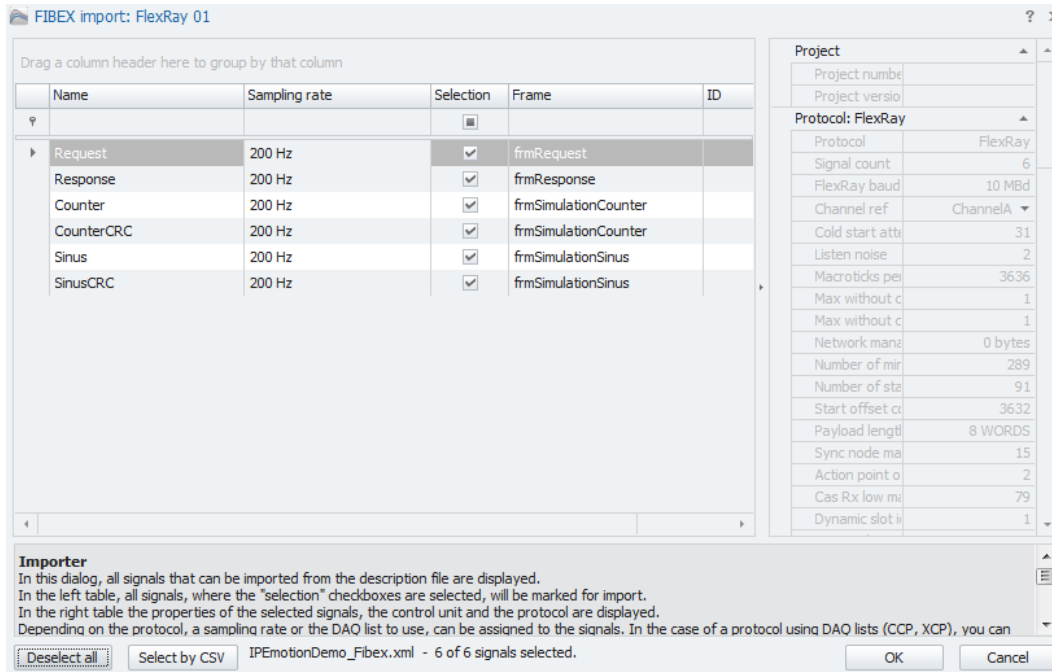 FIBEX import: FlexRay 01 ?
Drag a column header here to group by that column
Name Sampling rate Selection Frame ID
Request 200 Hz frmRequest
Response 200 Hz frmResponse
Counter 200 Hz frmSimulationCounter
CounterCRC 200 Hz frmSimulationCounter
Sinus 200 Hz frmSimulationSinus
SinusCRC 200 Hz frmSimulationSinus
Project
Project numbe
Project versio
Protocol: FlexRay
Protocol FlexRay
Signal count 6
FlexRay baud 10 MBd
Channel ref ChannelA
Cold start atte 31
Listen noise 2
Macroticks per 3636
Max without c 1
Max without c 1
Network mana 0 bytes
Number of min 289
Number of sta 91
Start offset co 3632
Payload length 8 WORDS
Sync node ma 15
Action point o 2
Cas Rx low ma 79
Dynamic slot i 1
Importer
In this dialog, all signals that can be imported from the description file are displayed.
In the left table, all signals, where the "selection" checkboxes are selected, will be marked for import.
In the right table the properties of the selected signals, the control unit and the protocol are displayed.
Depending on the protocol, a sampling rate or the DAQ list to use, can be assigned to the signals. In the case of a protocol using DAQ lists (CCP, XCP), you can
Deselect all Select by CSV IPEmotionDemo_Fibex.xml - 6 of 6 signals selected. OK Cancel